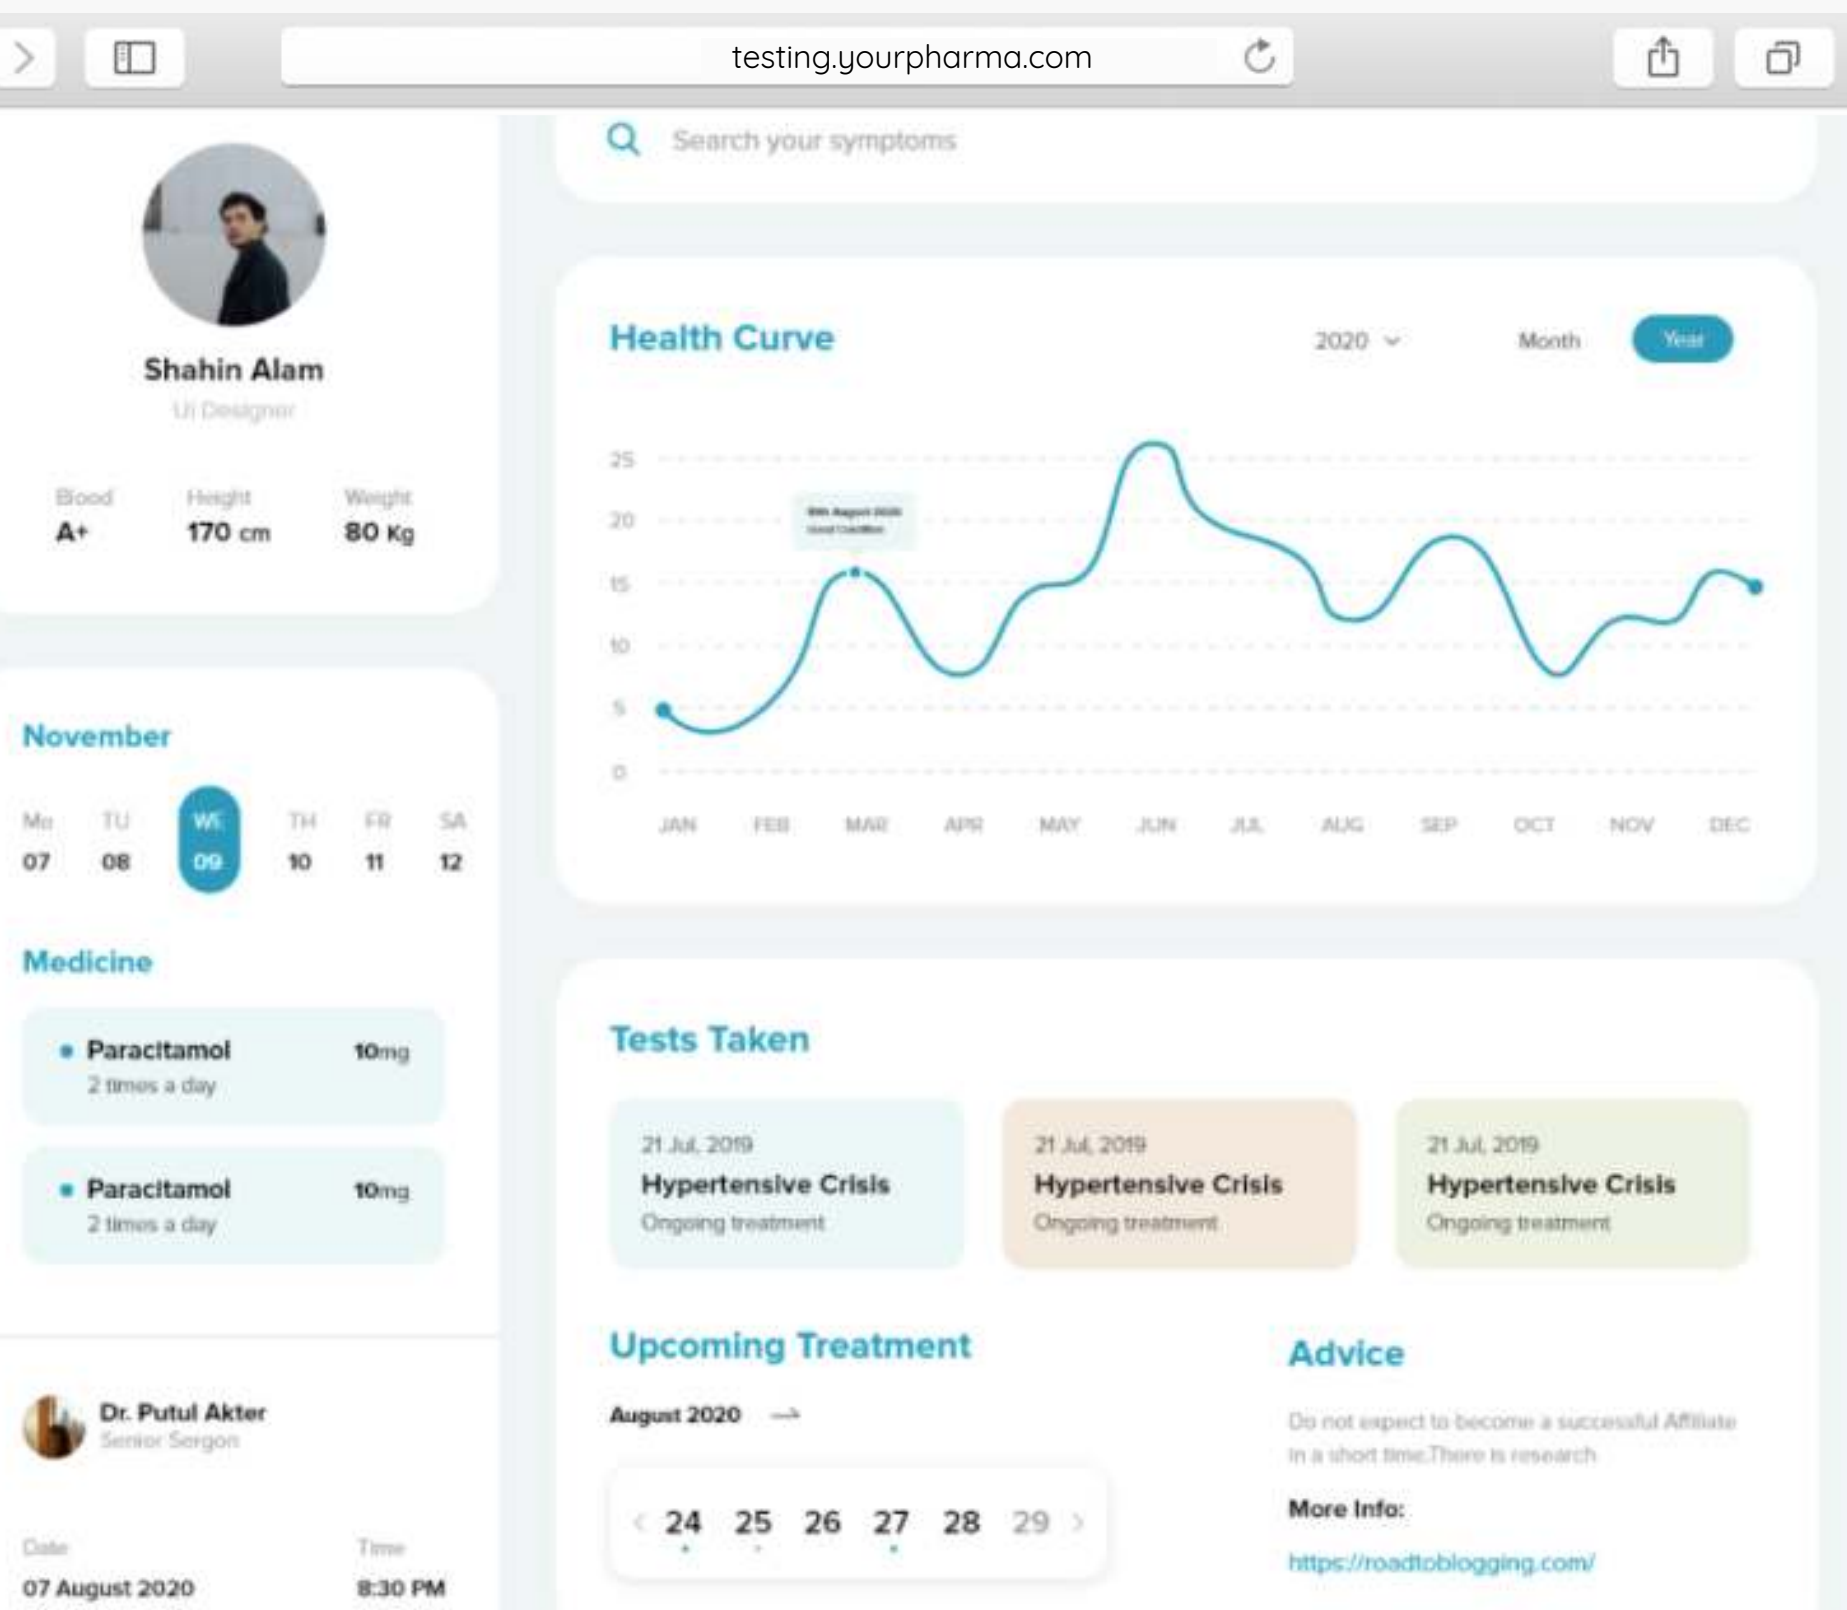 testing.yourpharma.com
Search your symptoms
Shahin Alam
Ui Designer
Blood Height Weight
A+ 170 cm 80 Kg
November
Mo TU WE TH FR SA
07 08 09 10 11 12
Medicine
Paracitamol 10mg
2 times a day
Paracitamol 10mg
2 times a day
Dr. Putul Akter
Senior Sergon
Date Time
07 August 2020 8:30 PM
Health Curve 2020 Month Year
25
20
August 2020
Good Condition
15
10
5
0
JAN FEB MAR APR MAY JUN JUL AUG SEP OCT NOV DEC
Tests Taken
21 Jul, 2019
Hypertensive Crisis
Ongoing treatment
21 Jul, 2019
Hypertensive Crisis
Ongoing treatment
21 Jul, 2019
Hypertensive Crisis
Ongoing treatment
Upcoming Treatment
August 2020
24 25 26 27 28 29
Advice
Do not expect to become a successful Affiliate
in a short time.There is research
More Info:
https://roadtoblogging.com/